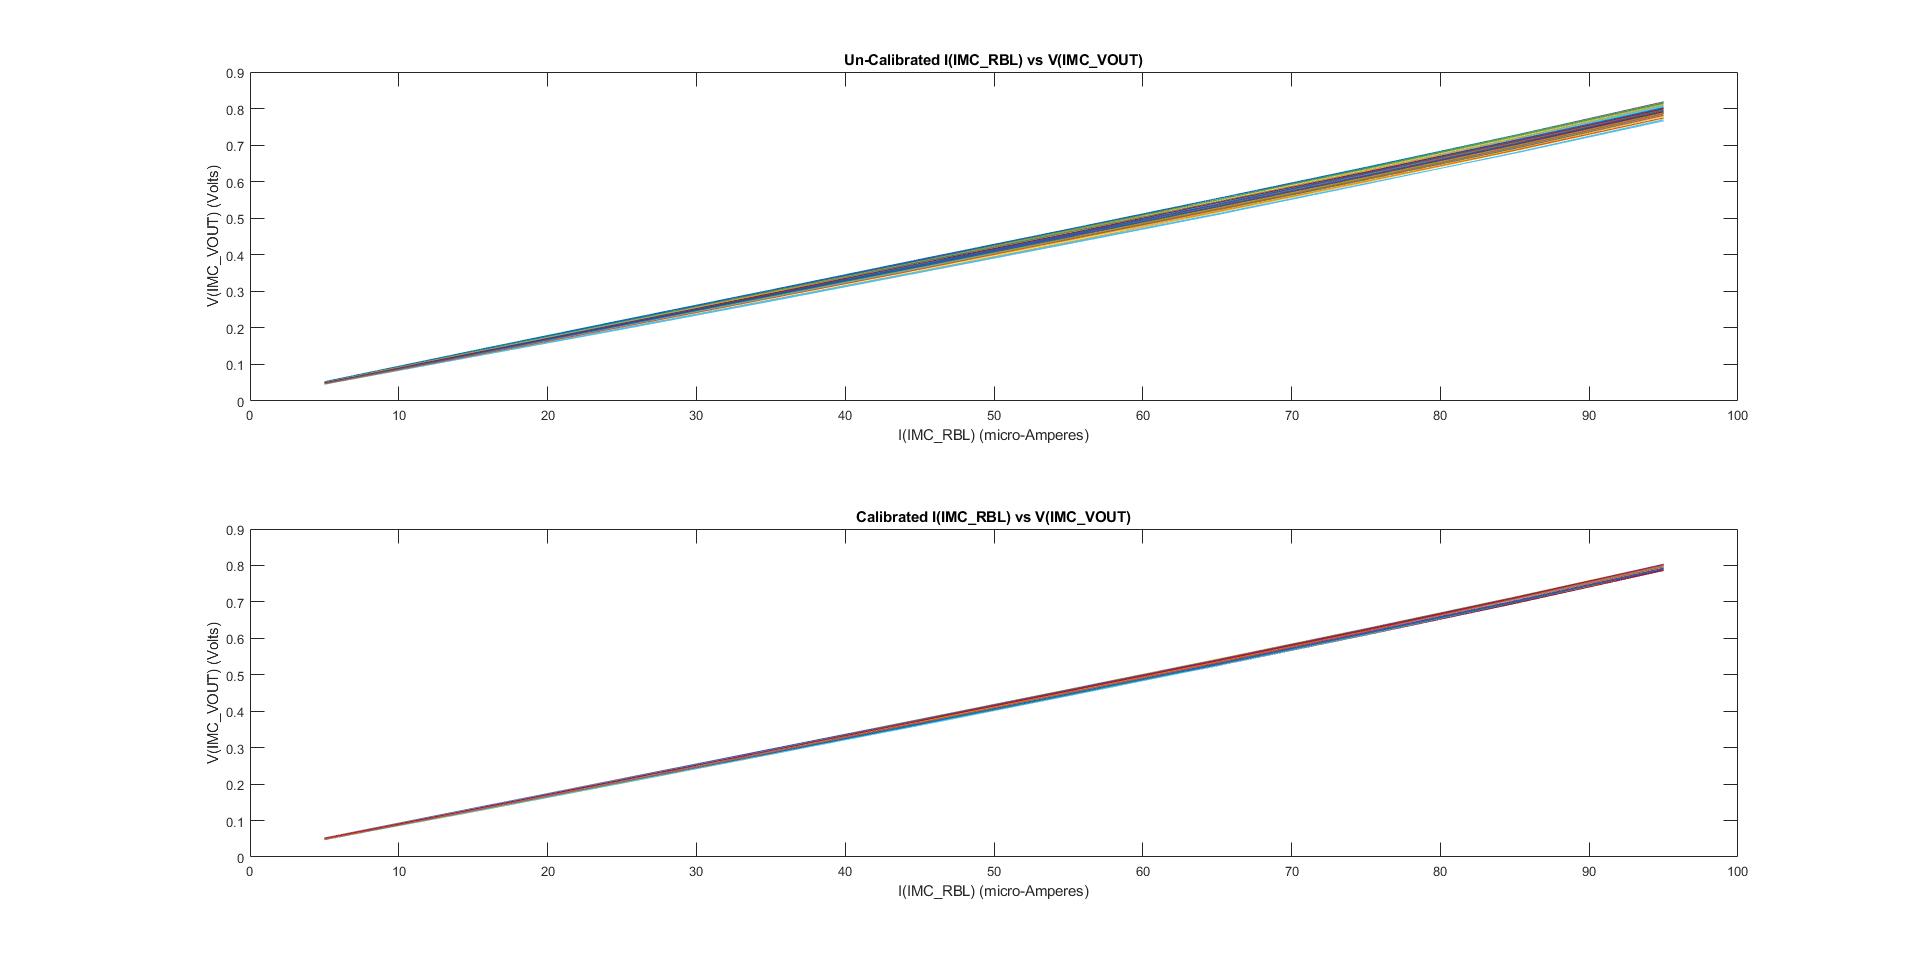 Un-Calibrated I(IMC_RBL) vs V(IMC_VOUT)
0.9
0.8
0.7
0.6
0.5
0.4
0.3
0.2
0.1
0
V(IMC_VOUT) (Volts)
0 10 20 30 40 50 60 70 80 90 100
I(IMC_RBL) (micro-Amperes)
Calibrated I(IMC_RBL) vs V(IMC_VOUT)
0.9
0.8
0.7
0.6
0.5
0.4
0.3
0.2
0.1
0
V(IMC_VOUT) (Volts)
0 10 20 30 40 50 60 70 80 90 100
I(IMC_RBL) (micro-Amperes)